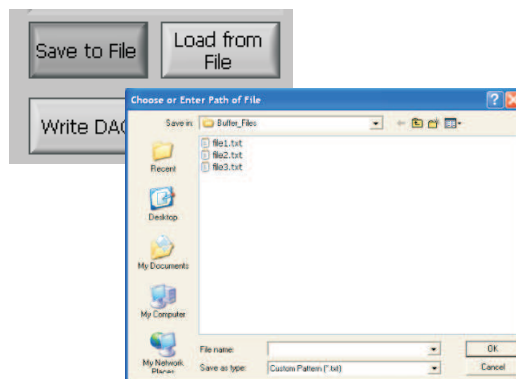 Save to File
Load from
File
Write DAC
Choose or Enter Path of File
Save in:
Buffer_Files
file1.txt
file2.txt
file3.txt
Recent
Desktop
My Documents
My Computer
My Network
Places
File name:
Save as type:
Custom Pattern (*.txt)
OK
Cancel